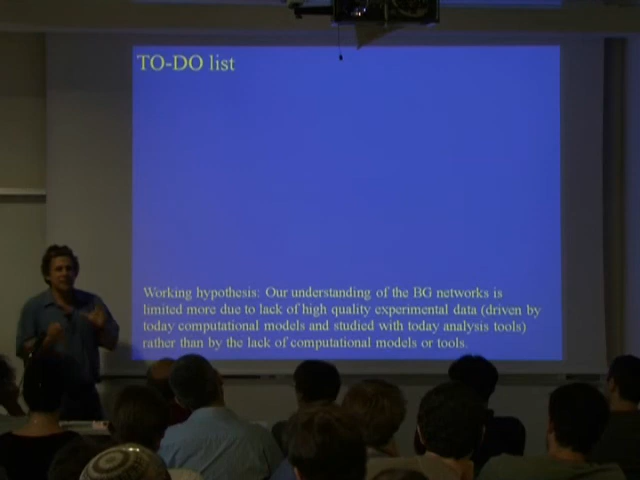 TO-DO list
Working hypothesis: Our understanding of the BG networks is
limited more due to lack of high quality experimental data (driven by
today computational models and studied with today analysis tools)
rather than by the lack of computational models or tools.